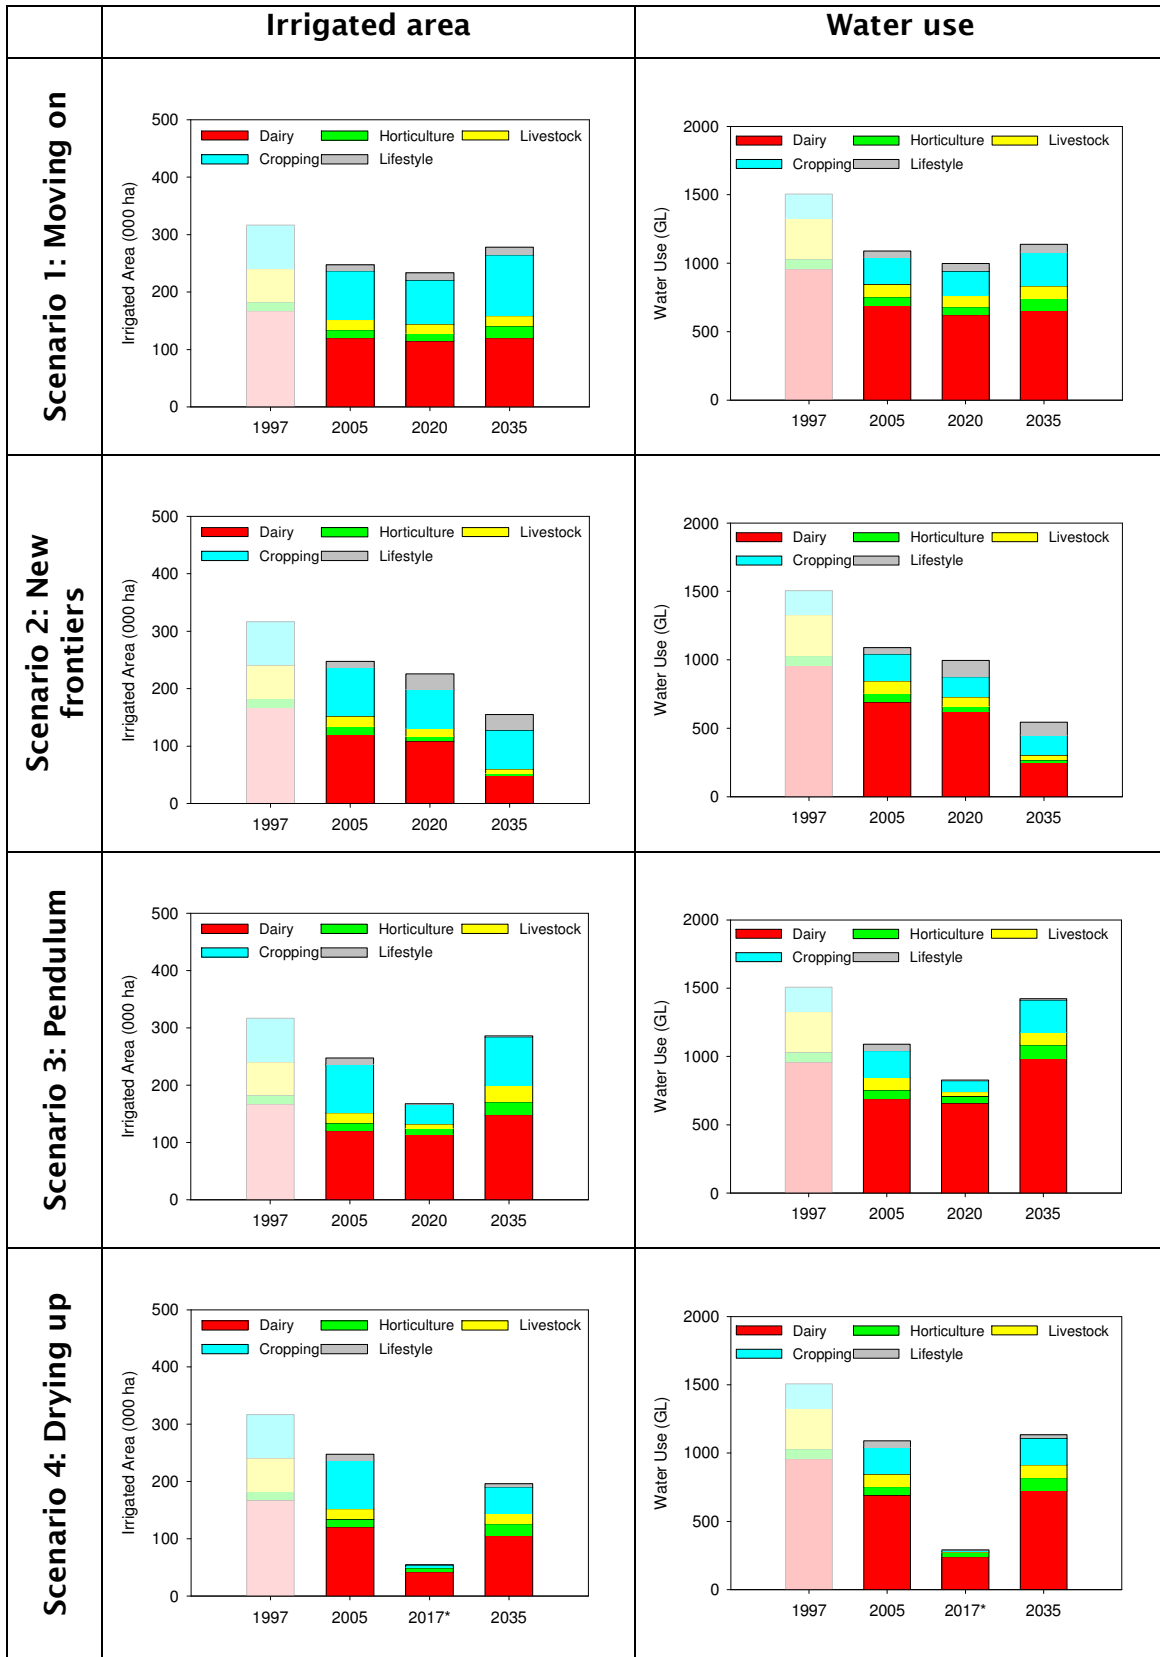 Irrigated area
Water use
Scenario 1: Moving on
Irrigated Area (000 ha)
500
400
300
200
100
0
Dairy Horticulture Livestock
Cropping Lifestyle
1997 2005 2020 2035
Water Use (GL)
2000
1500
1000
500
0
Dairy Horticulture Livestock
Cropping Lifestyle
1997 2005 2020 2035
Scenario 2: New
frontiers
Irrigated Area (000 ha)
500
400
300
200
100
0
Dairy Horticulture Livestock
Cropping Lifestyle
1997 2005 2020 2035
Water Use (GL)
2000
1500
1000
500
0
Dairy Horticulture Livestock
Cropping Lifestyle
1997 2005 2020 2035
Scenario 3: Pendulum
Irrigated Area (000 ha)
500
400
300
200
100
0
Dairy Horticulture Livestock
Cropping Lifestyle
1997 2005 2020 2035
Water Use (GL)
2000
1500
1000
500
0
Dairy Horticulture Livestock
Cropping Lifestyle
1997 2005 2020 2035
Scenario 4: Drying up
Irrigated Area (000 ha)
500
400
300
200
100
0
Dairy Horticulture Livestock
Cropping Lifestyle
1997 2005 2017* 2035
Water Use (GL)
2000
1500
1000
500
0
Dairy Horticulture Livestock
Cropping Lifestyle
1997 2005 2017* 2035